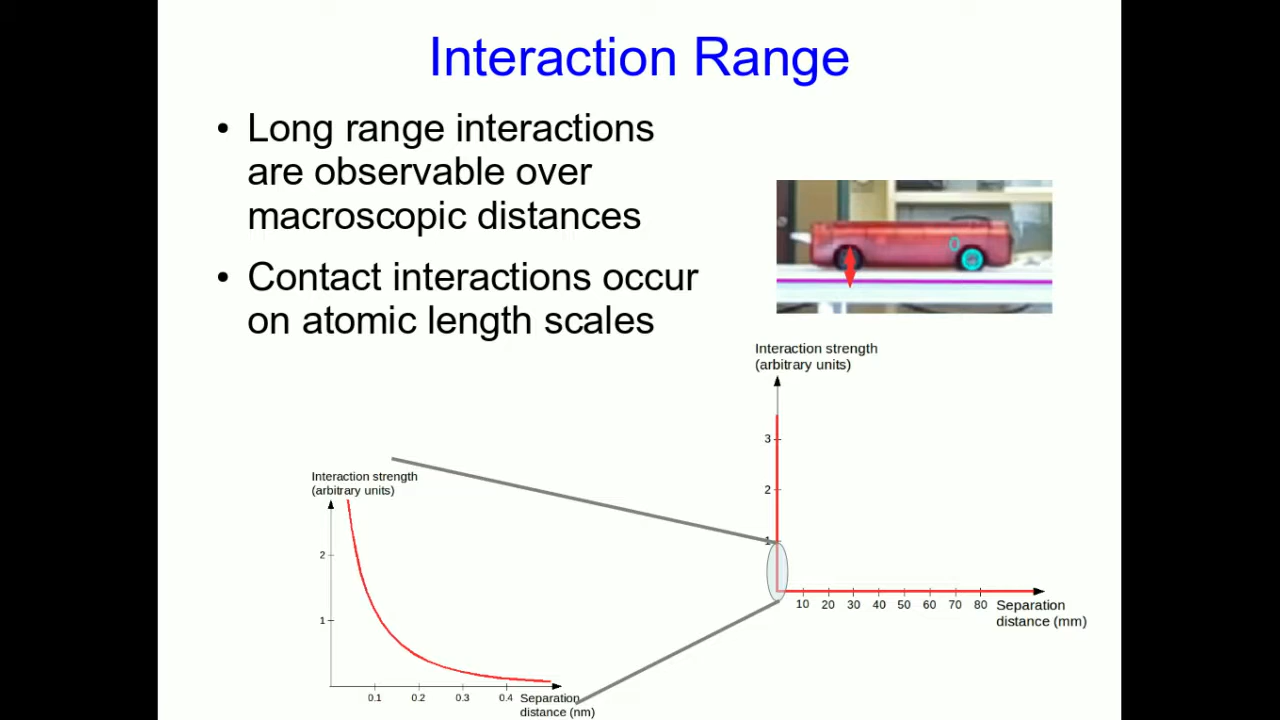 Interaction Range
• Long range interactions
are observable over
macroscopic distances
• Contact interactions occur
on atomic length scales
0
Interaction strength
(arbitrary units)
3
2
1
10 20 30 40 50 60 70 80
Separation
distance (mm)
Interaction strength
(arbitrary units)
2
1
0.1 0.2 0.3 0.4
Separation
distance (nm)